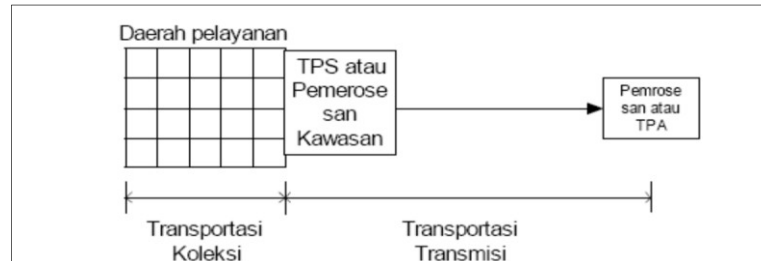 Daerah pelayanan
TPS atau
Pemerose
san
Kawasan
Pemrose
san atau
TPA
Transportasi
Koleksi
Transportasi
Transmisi